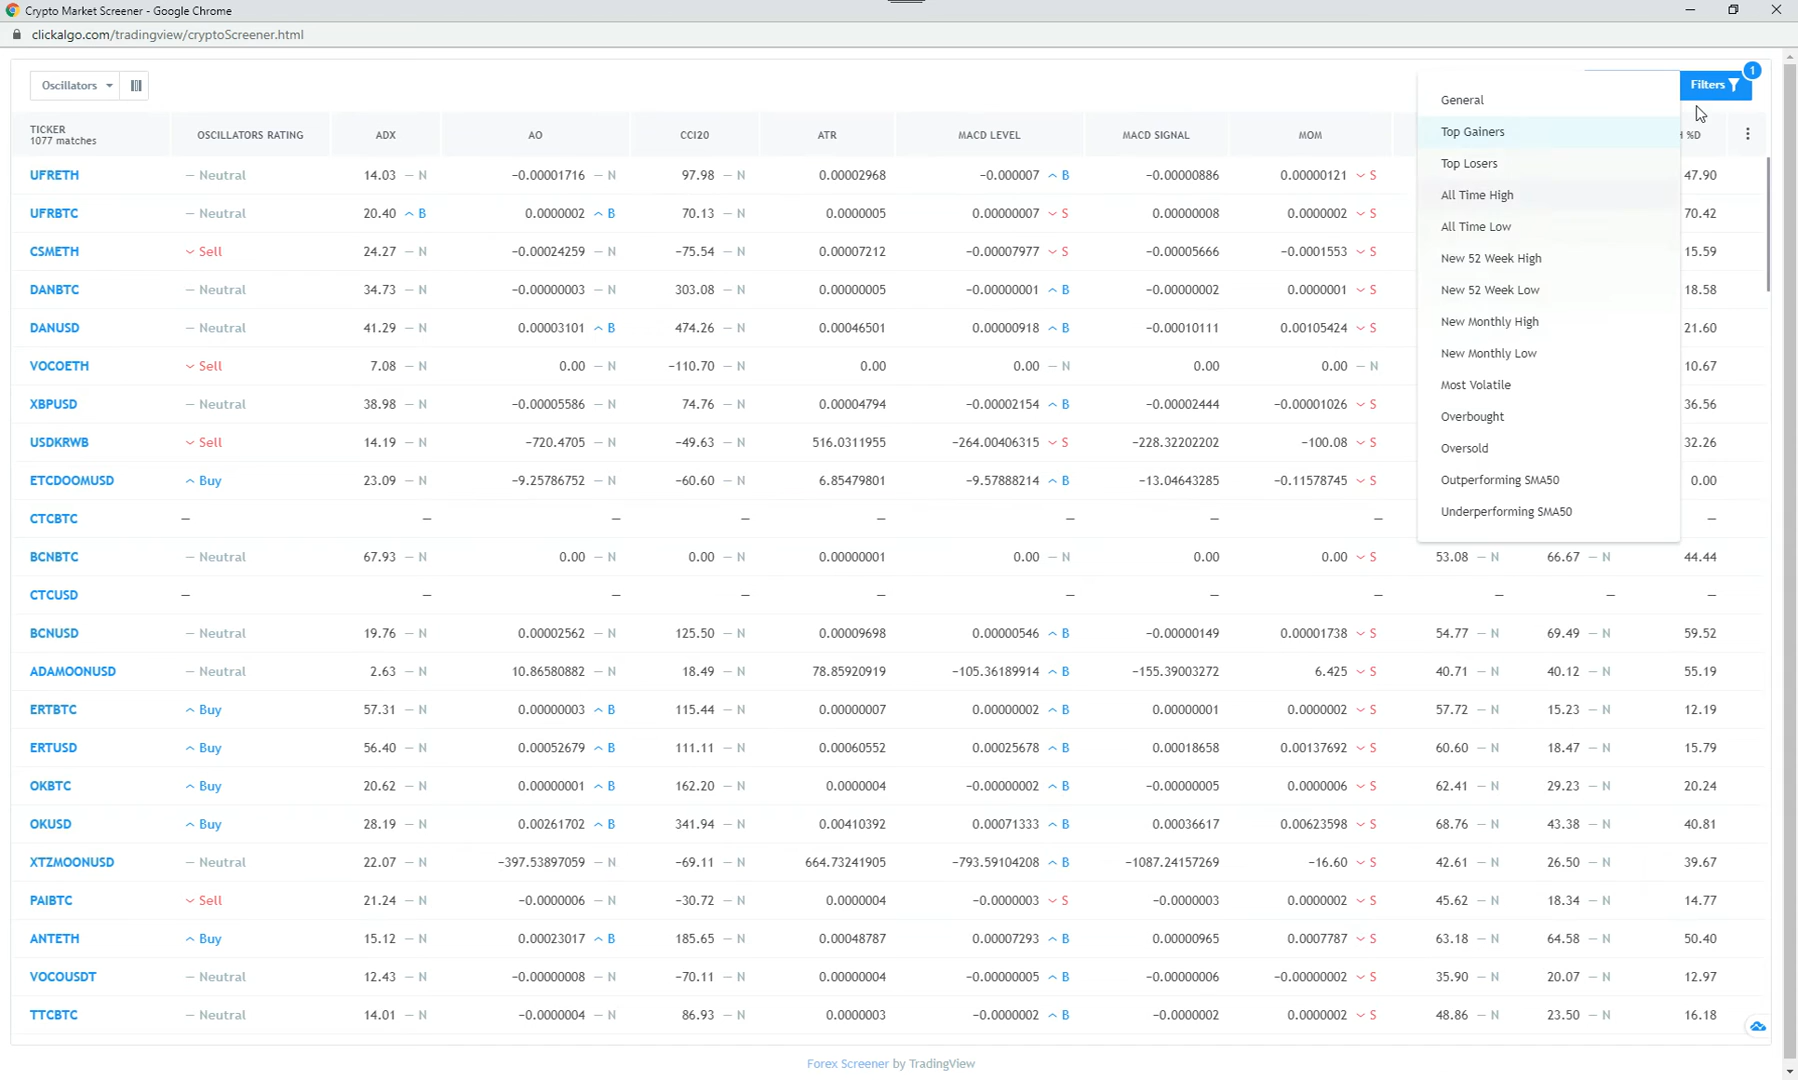 Crypto Market Screener - Google Chrome
clickalgo.com/tradingview/cryptoScreener.html
Oscillators
Filters 1
TICKER 1077 matches OSCILLATORS RATING ADX AO CCI20 ATR MACD LEVEL MACD SIGNAL MOM %D
General
Top Gainers
Top Losers
All Time High
All Time Low
New 52 Week High
New 52 Week Low
New Monthly High
New Monthly Low
Most Volatile
Overbought
Oversold
Outperforming SMA50
Underperforming SMA50
UFRETH — Neutral 14.03 — N −0.00001716 — N 97.98 — N 0.00002968 −0.000007 B −0.00000886 0.00000121 S 47.90
UFRBTC — Neutral 20.40 B 0.0000002 B 70.13 — N 0.0000005 0.00000007 S 0.00000008 0.0000002 S 70.42
CSMETH Sell 24.27 — N −0.00024259 — N −75.54 — N 0.00007212 −0.00007977 S −0.00005666 −0.0001553 S 15.59
DANBTC — Neutral 34.73 — N −0.00000003 — N 303.08 — N 0.00000005 −0.00000001 B −0.00000002 0.0000001 S 18.58
DANUSD — Neutral 41.29 — N 0.00003101 B 474.26 — N 0.00046501 0.00000918 B −0.00010111 0.00105424 S 21.60
VOCOETH Sell 7.08 — N 0.00 — N −110.70 — N 0.00 0.00 — N 0.00 0.00 — N 10.67
XBPUSD — Neutral 38.98 — N −0.00005586 — N 74.76 — N 0.00004794 −0.00002154 B −0.00002444 −0.00001026 S 36.56
USDKRWB Sell 14.19 — N −720.4705 — N −49.63 — N 516.0311955 −264.00406315 S −228.32202202 −100.08 S 32.26
ETCDOOMUSD Buy 23.09 — N −9.25786752 — N −60.60 — N 6.85479801 −9.57888214 B −13.04643285 −0.11578745 S 0.00
CTCBTC — — — — — — — — —
BCNBTC — Neutral 67.93 — N 0.00 — N 0.00 — N 0.00000001 0.00 — N 0.00 0.00 S 53.08 — N 66.67 — N 44.44
CTCUSD — — — — — — — — — — —
BCNUSD — Neutral 19.76 — N 0.00002562 — N 125.50 — N 0.00009698 0.00000546 B −0.00000149 0.00001738 S 54.77 — N 69.49 — N 59.52
ADAMOONUSD — Neutral 2.63 — N 10.86580882 — N 18.49 — N 78.85920919 −105.36189914 B −155.39003272 6.425 S 40.71 — N 40.12 — N 55.19
ERTBTC Buy 57.31 — N 0.00000003 B 115.44 — N 0.00000007 0.00000002 B 0.00000001 0.0000002 S 57.72 — N 15.23 — N 12.19
ERTUSD Buy 56.40 — N 0.00052679 B 111.11 — N 0.00060552 0.00025678 B 0.00018658 0.00137692 S 60.60 — N 18.47 — N 15.79
OKBTC Buy 20.62 — N 0.00000001 B 162.20 — N 0.0000004 −0.00000002 B −0.00000005 0.0000006 S 62.41 — N 29.23 — N 20.24
OKUSD Buy 28.19 — N 0.00261702 B 341.94 — N 0.00410392 0.00071333 B 0.00036617 0.00623598 S 68.76 — N 43.38 — N 40.81
XTZMOONUSD — Neutral 22.07 — N −397.53897059 — N −69.11 — N 664.73241905 −793.59104208 B −1087.24157269 −16.60 S 42.61 — N 26.50 — N 39.67
PAIBTC Sell 21.24 — N −0.0000006 — N −30.72 — N 0.0000004 −0.0000003 S −0.0000003 0.0000002 S 45.62 — N 18.34 — N 14.77
ANTETH Buy 15.12 — N 0.00023017 B 185.65 — N 0.00048787 0.00007293 B 0.00000965 0.0007787 S 63.18 — N 64.58 — N 50.40
VOCOUSDT — Neutral 12.43 — N −0.00000008 — N −70.11 — N 0.00000004 −0.00000005 B −0.00000006 −0.00000002 S 35.90 — N 20.07 — N 12.97
TTCBTC — Neutral 14.01 — N −0.0000004 — N 86.93 — N 0.0000003 −0.0000002 B −0.0000002 0.0000002 S 48.86 — N 23.50 — N 16.18
Forex Screener by TradingView